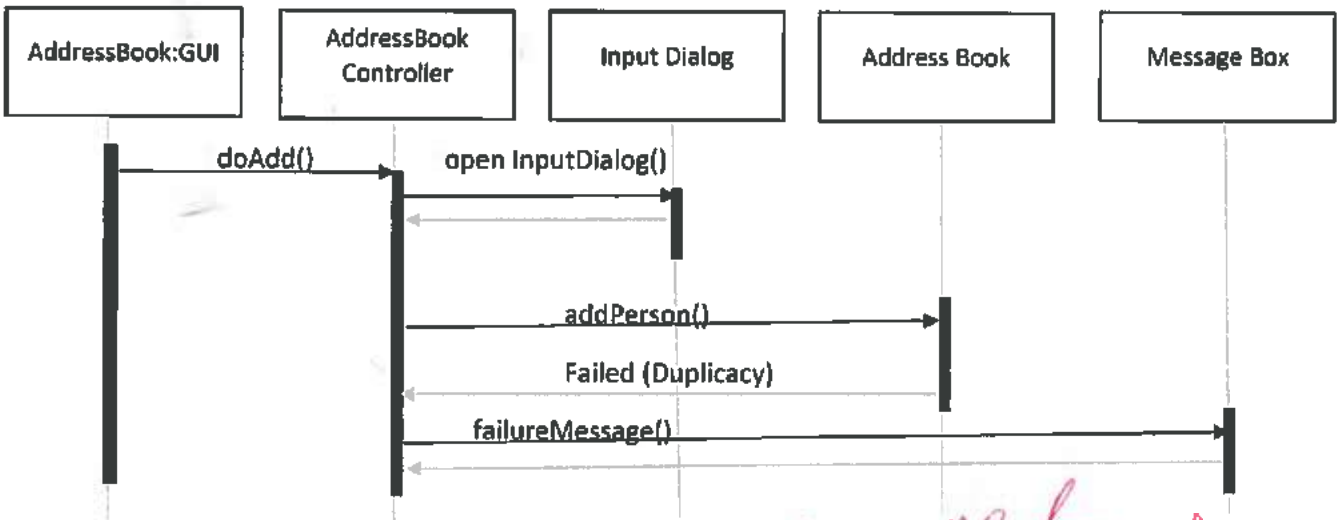 AddressBook:GUI
AddressBook
Controller
Input Dialog
Address Book
Message Box
doAdd()
open InputDialog()
addPerson()
Failed (Duplicacy)
failureMessage()